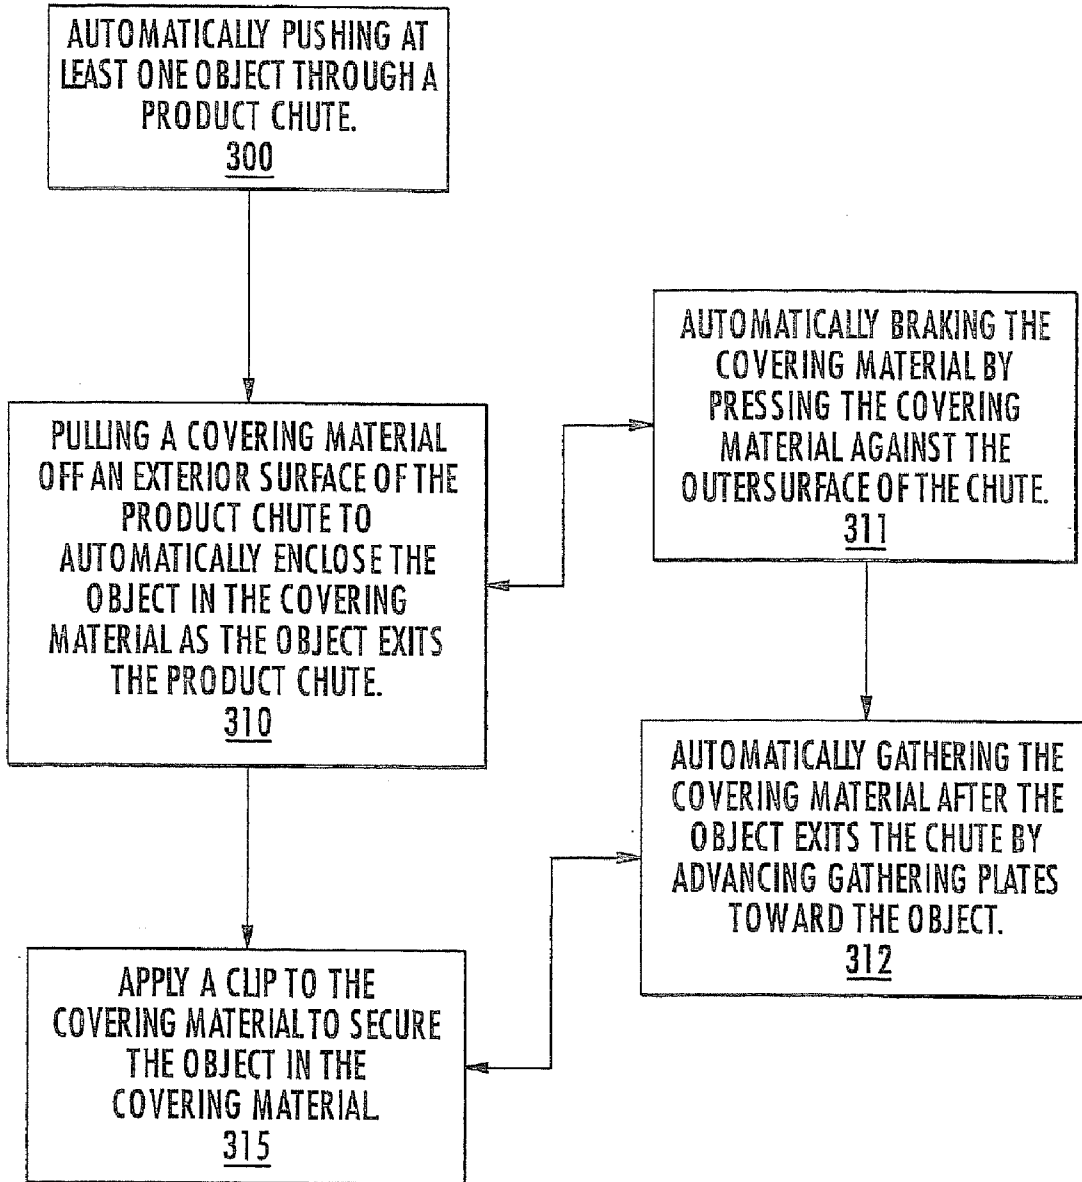 AUTOMATICALLY PUSHING AT
LEAST ONE OBJECT THROUGH A
PRODUCT CHUTE.
300
PULLING A COVERING MATERIAL
OFF AN EXTERIOR SURFACE OF THE
PRODUCT CHUTE TO
AUTOMATICALLY ENCLOSE THE
OBJECT IN THE COVERING
MATERIAL AS THE OBJECT EXITS
THE PRODUCT CHUTE.
310
AUTOMATICALLY BRAKING THE
COVERING MATERIAL BY
PRESSING THE COVERING
MATERIAL AGAINST THE
OUTERSURFACE OF THE CHUTE.
311
AUTOMATICALLY GATHERING THE
COVERING MATERIAL AFTER THE
OBJECT EXITS THE CHUTE BY
ADVANCING GATHERING PLATES
TOWARD THE OBJECT.
312
APPLY A CLIP TO THE
COVERING MATERIAL TO SECURE
THE OBJECT IN THE
COVERING MATERIAL.
315